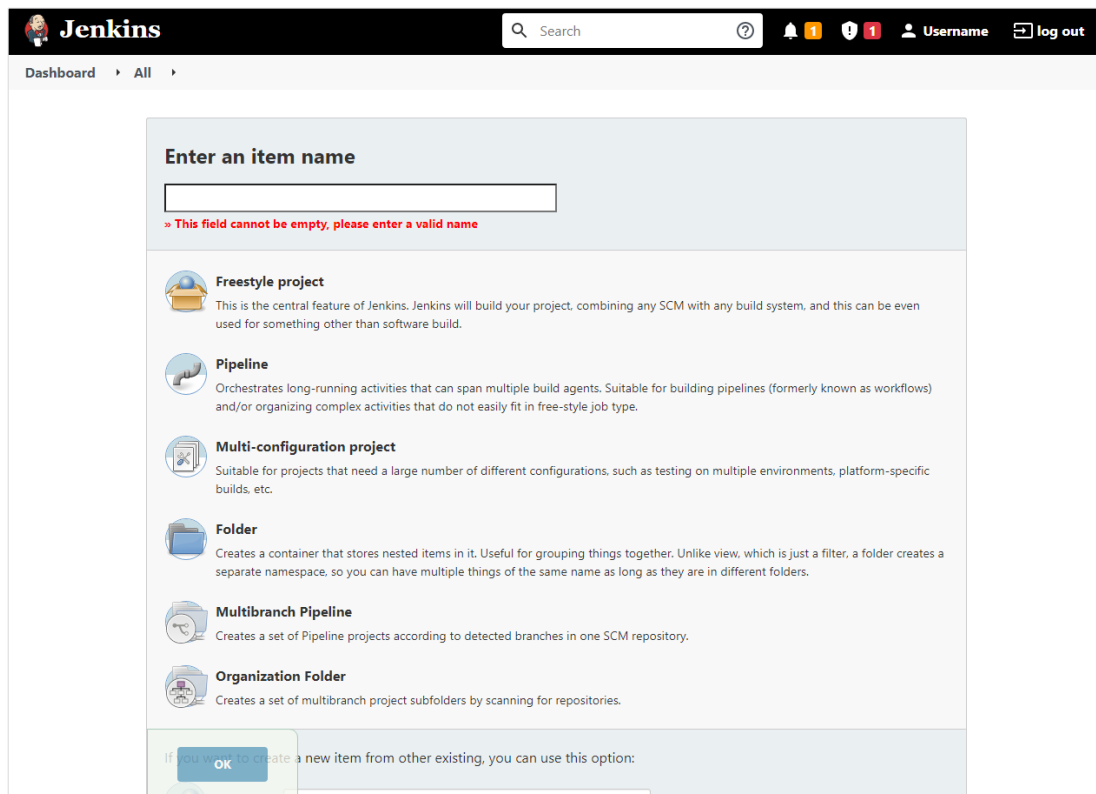 Jenkins
Search
1
1
Username
log out
Dashboard
All
Enter an item name
» This field cannot be empty, please enter a valid name
Freestyle project
This is the central feature of Jenkins. Jenkins will build your project, combining any SCM with any build system, and this can be even
used for something other than software build.
Pipeline
Orchestrates long-running activities that can span multiple build agents. Suitable for building pipelines (formerly known as workflows)
and/or organizing complex activities that do not easily fit in free-style job type.
Multi-configuration project
Suitable for projects that need a large number of different configurations, such as testing on multiple environments, platform-specific
builds, etc.
Folder
Creates a container that stores nested items in it. Useful for grouping things together. Unlike view, which is just a filter, a folder creates a
separate namespace, so you can have multiple things of the same name as long as they are in different folders.
Multibranch Pipeline
Creates a set of Pipeline projects according to detected branches in one SCM repository.
Organization Folder
Creates a set of multibranch project subfolders by scanning for repositories.
If you want to create a new item from other existing, you can use this option:
OK